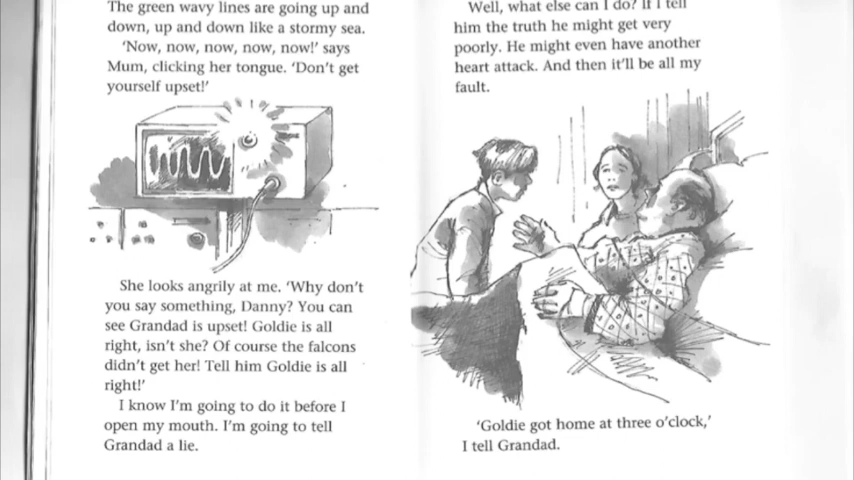 The green wavy lines are going up and
down, up and down like a stormy sea.
'Now, now, now, now, now!' says
Mum, clicking her tongue. 'Don't get
yourself upset!'
She looks angrily at me. 'Why don't
you say something, Danny? You can
see Grandad is upset! Goldie is all
right, isn't she? Of course the falcons
didn't get her! Tell him Goldie is all
right!'
I know I'm going to do it before I
open my mouth. I'm going to tell
Grandad a lie.
Well, what else can I do? If I tell
him the truth he might get very
poorly. He might even have another
heart attack. And then it'll be all my
fault.
'Goldie got home at three o'clock,'
I tell Grandad.